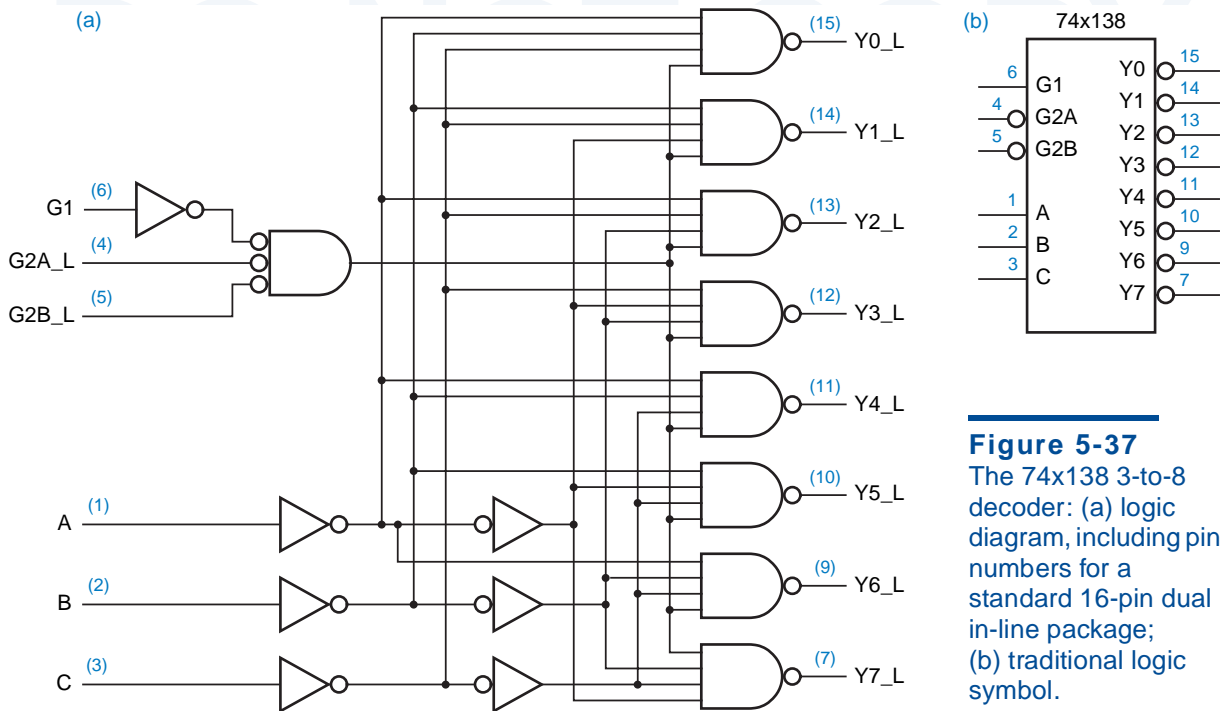 (a)
(15)
Y0_L
(14)
Y1_L
(6)
G1
(13)
Y2_L
(4)
G2A_L
(5)
G2B_L
(12)
Y3_L
(11)
Y4_L
(10)
Y5_L
(1)
A
(9)
Y6_L
(2)
B
(7)
Y7_L
(3)
C
(b)
74x138
6 G1 Y0 15
4 G2A Y1 14
5 G2B Y2 13
Y3 12
1 A Y4 11
2 B Y5 10
3 C Y6 9
Y7 7
Figure 5-37
The 74x138 3-to-8
decoder: (a) logic
diagram, including pin
numbers for a
standard 16-pin dual
in-line package;
(b) traditional logic
symbol.